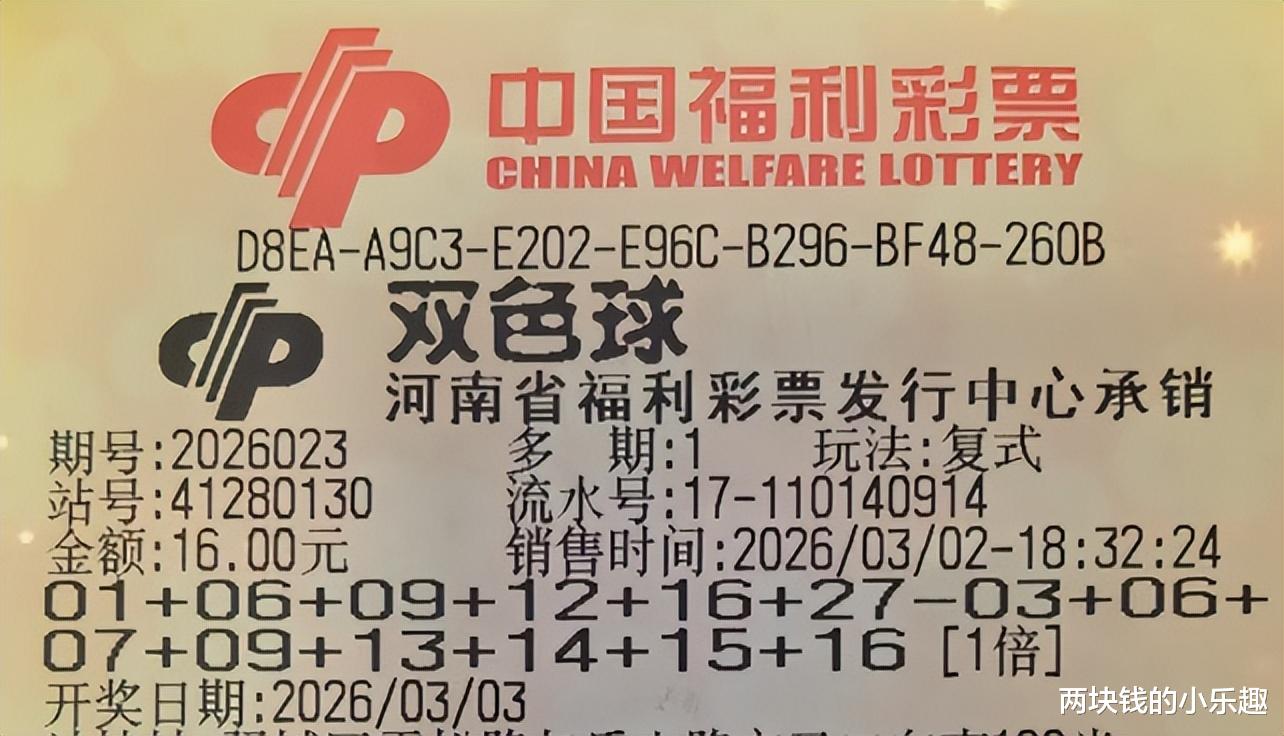 中国福利彩票
CHINA WELFARE LOTTERY
D8EA-A9C3-E202-E96C-B296-BF48-260B
双色球
河南省福利彩票发行中心承销
期号:2026023 多 期:1 玩法:复式
站号:41280130 流水号:17-110140914
金额:16.00元 销售时间:2026/03/02-18:32:24
01+06+09+12+16+27-03+06+
07+09+13+14+15+16 [1倍]
开奖日期:2026/03/03
两块钱的小乐趣